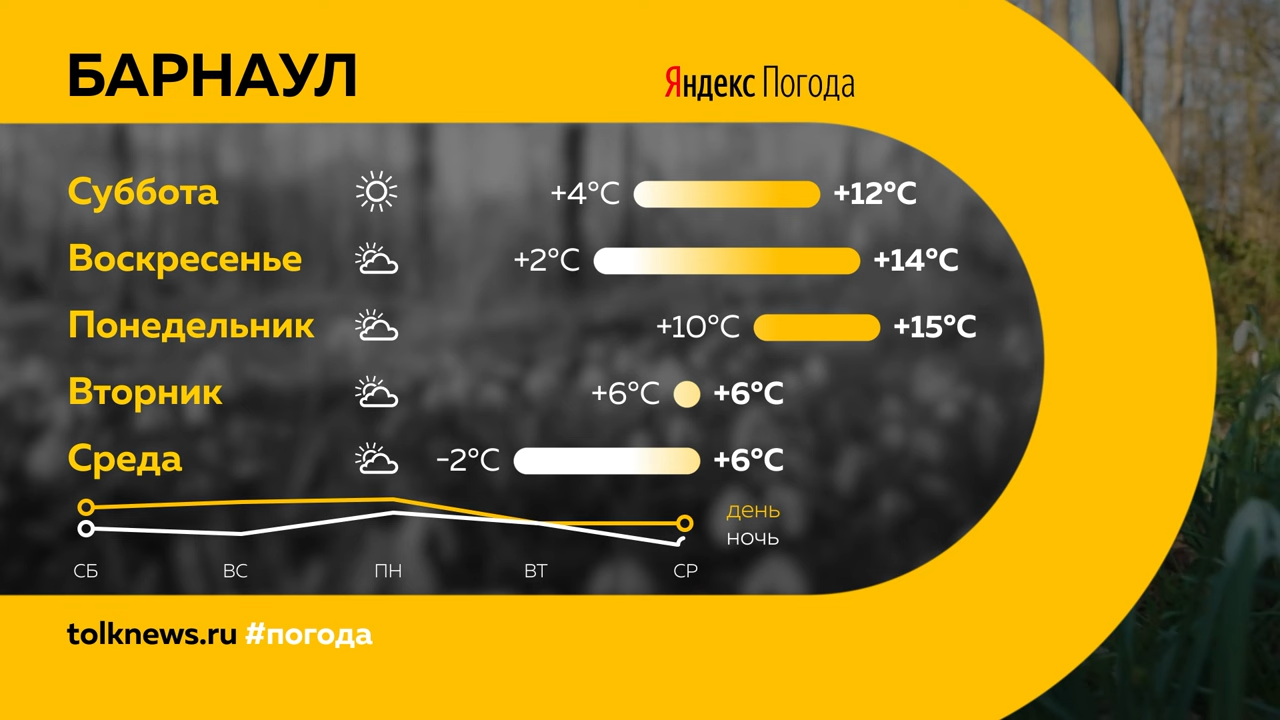 БАРНАУЛ
Яндекс Погода
Суббота +4°C +12°C
Воскресенье +2°C +14°C
Понедельник +10°C +15°C
Вторник +6°C +6°C
Среда -2°C +6°C
день
ночь
СБ ВС ПН ВТ СР
tolknews.ru #погода